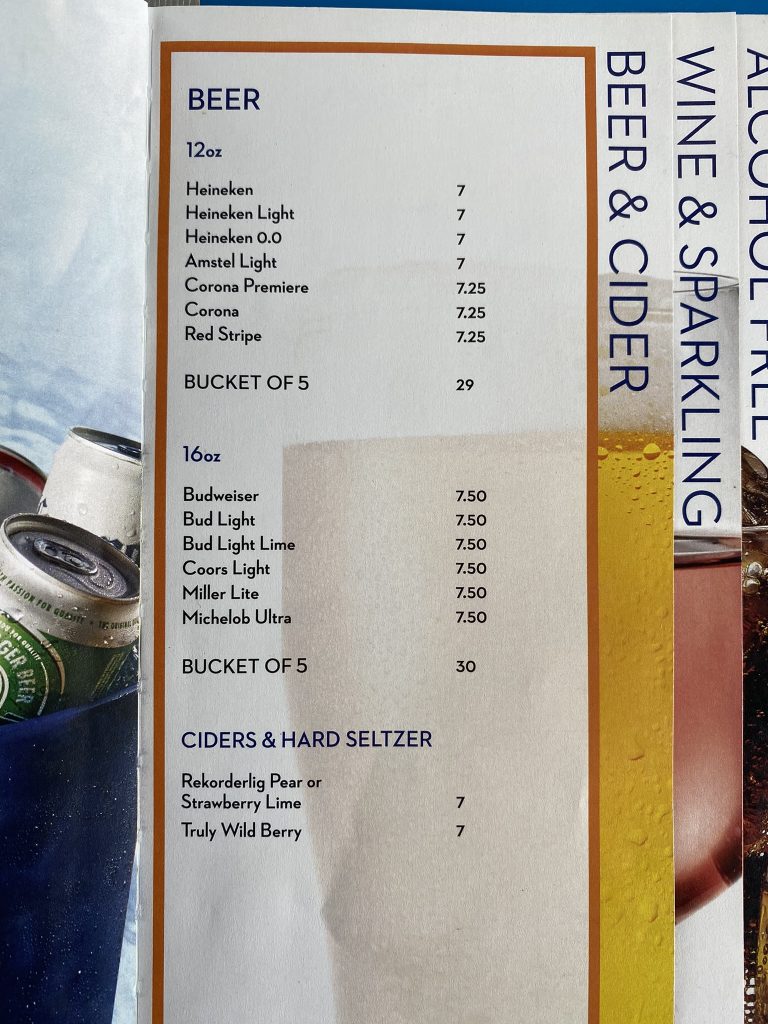 BEER
12oz
Heineken 7
Heineken Light 7
Heineken 0.0 7
Amstel Light 7
Corona Premiere 7.25
Corona 7.25
Red Stripe 7.25
BUCKET OF 5 29
16oz
Budweiser 7.50
Bud Light 7.50
Bud Light Lime 7.50
Coors Light 7.50
Miller Lite 7.50
Michelob Ultra 7.50
BUCKET OF 5 30
CIDERS & HARD SELTZER
Rekorderlig Pear or
Strawberry Lime 7
Truly Wild Berry 7
BEER & CIDER
WINE & SPARKLING
ALCOHOL FREE
PASSION FOR QUALITY
BEER